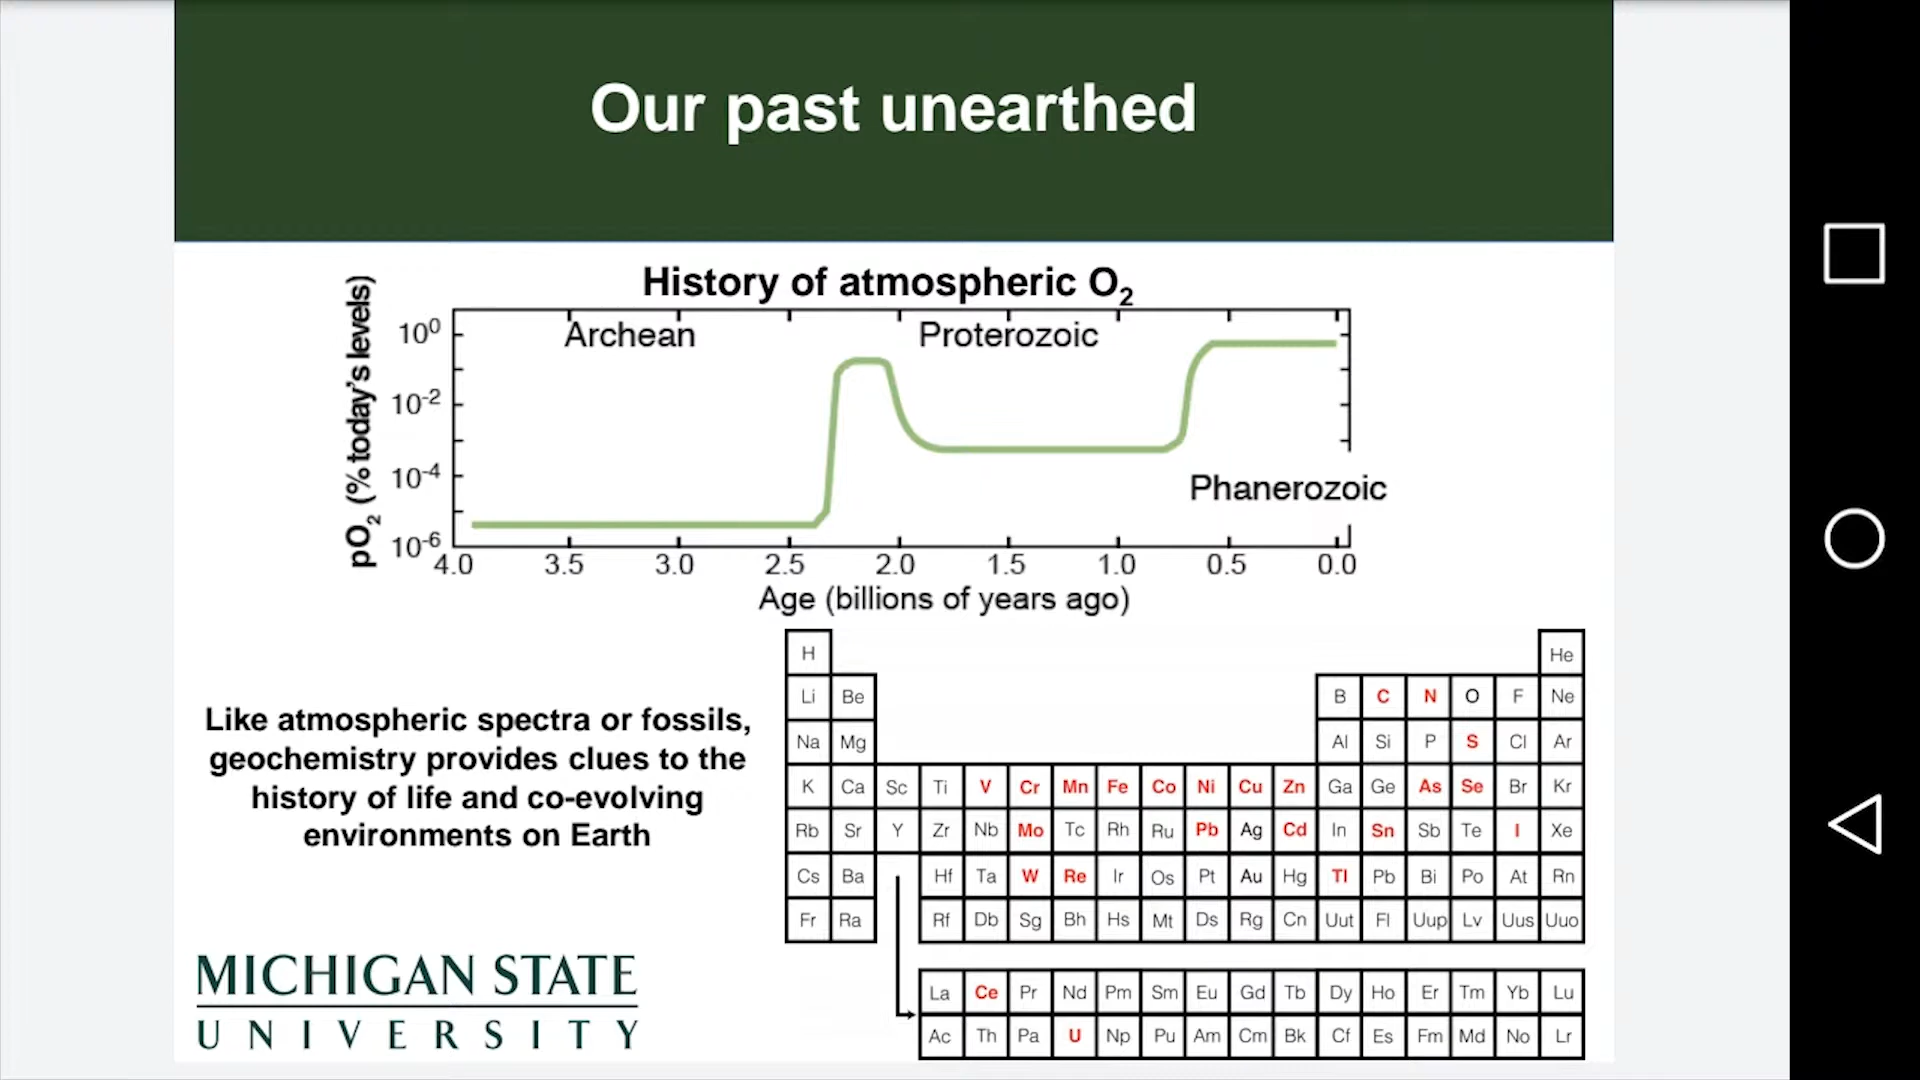 Our past unearthed
History of atmospheric O2
pO2 (% today's levels)
10^0
10^-2
10^-4
10^-6
Archean
Proterozoic
Phanerozoic
4.0 3.5 3.0 2.5 2.0 1.5 1.0 0.5 0.0
Age (billions of years ago)
Like atmospheric spectra or fossils,
geochemistry provides clues to the
history of life and co-evolving
environments on Earth
H He
Li Be B C N O F Ne
Na Mg Al Si P S Cl Ar
K Ca Sc Ti V Cr Mn Fe Co Ni Cu Zn Ga Ge As Se Br Kr
Rb Sr Y Zr Nb Mo Tc Rh Ru Pb Ag Cd In Sn Sb Te I Xe
Cs Ba Hf Ta W Re Ir Os Pt Au Hg Tl Pb Bi Po At Rn
Fr Ra Rf Db Sg Bh Hs Mt Ds Rg Cn Uut Fl Uup Lv Uus Uuo
La Ce Pr Nd Pm Sm Eu Gd Tb Dy Ho Er Tm Yb Lu
Ac Th Pa U Np Pu Am Cm Bk Cf Es Fm Md No Lr
MICHIGAN STATE
UNIVERSITY